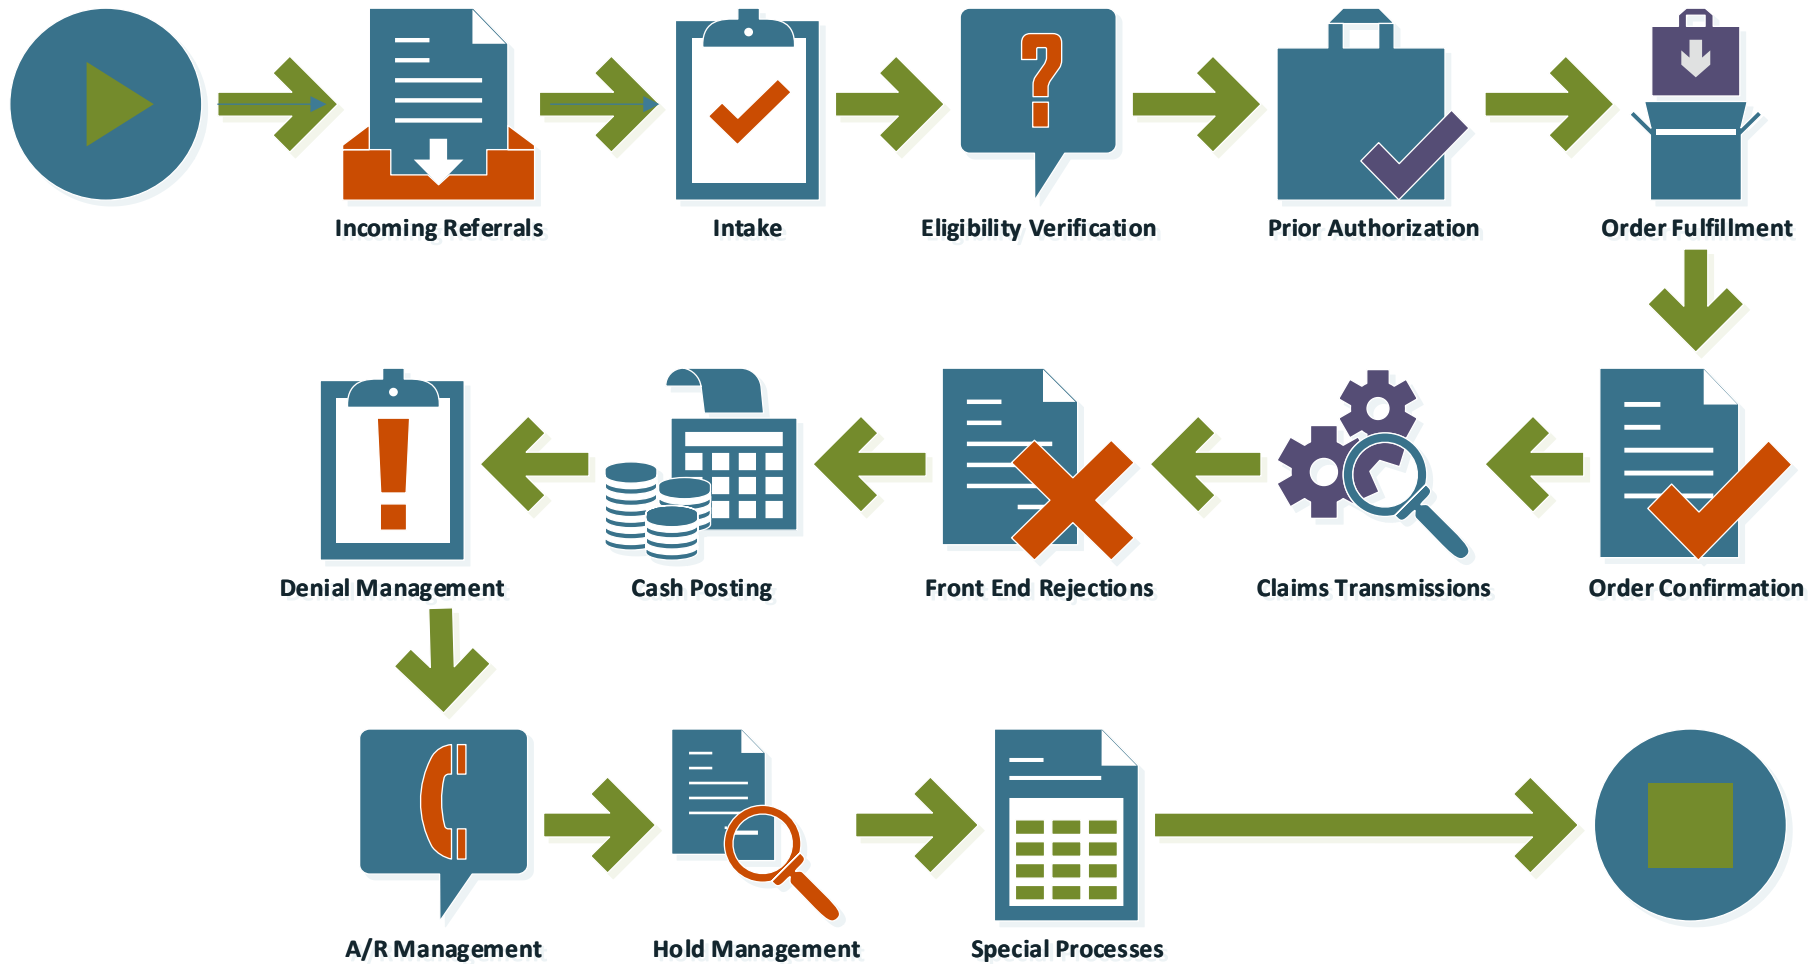 Incoming Referrals
Intake
Eligibility Verification
Prior Authorization
Order Fulfillment
Denial Management
Cash Posting
Front End Rejections
Claims Transmissions
Order Confirmation
A/R Management
Hold Management
Special Processes